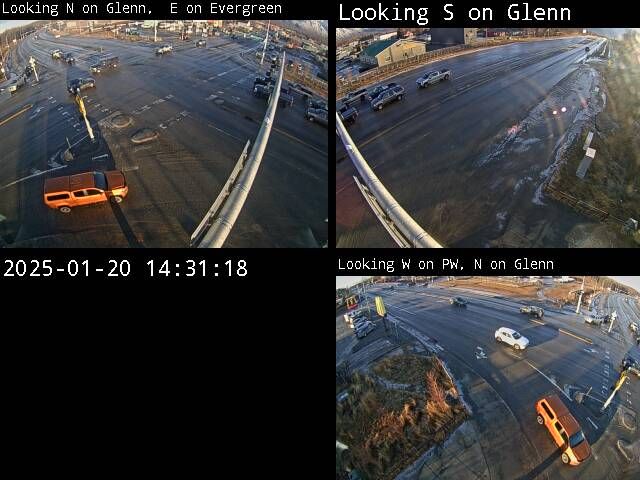 Looking N on Glenn,  E on Evergreen
Looking S on Glenn
2025-01-20 14:31:18
Looking W on PW, N on Glenn